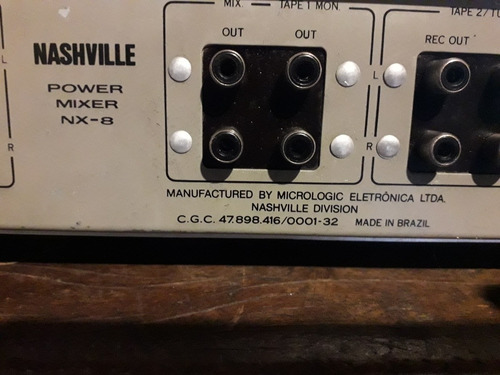 MIX. TAPE 1 MON.
TAPE 2/
OUT OUT
REC OUT
NASHVILLE
POWER
MIXER
NX-8
L
L
R
R
MANUFACTURED BY MICROLOGIC ELETRÔNICA LTDA.
NASHVILLE DIVISION
C.G.C. 47.898.416/0001-32 MADE IN BRAZIL